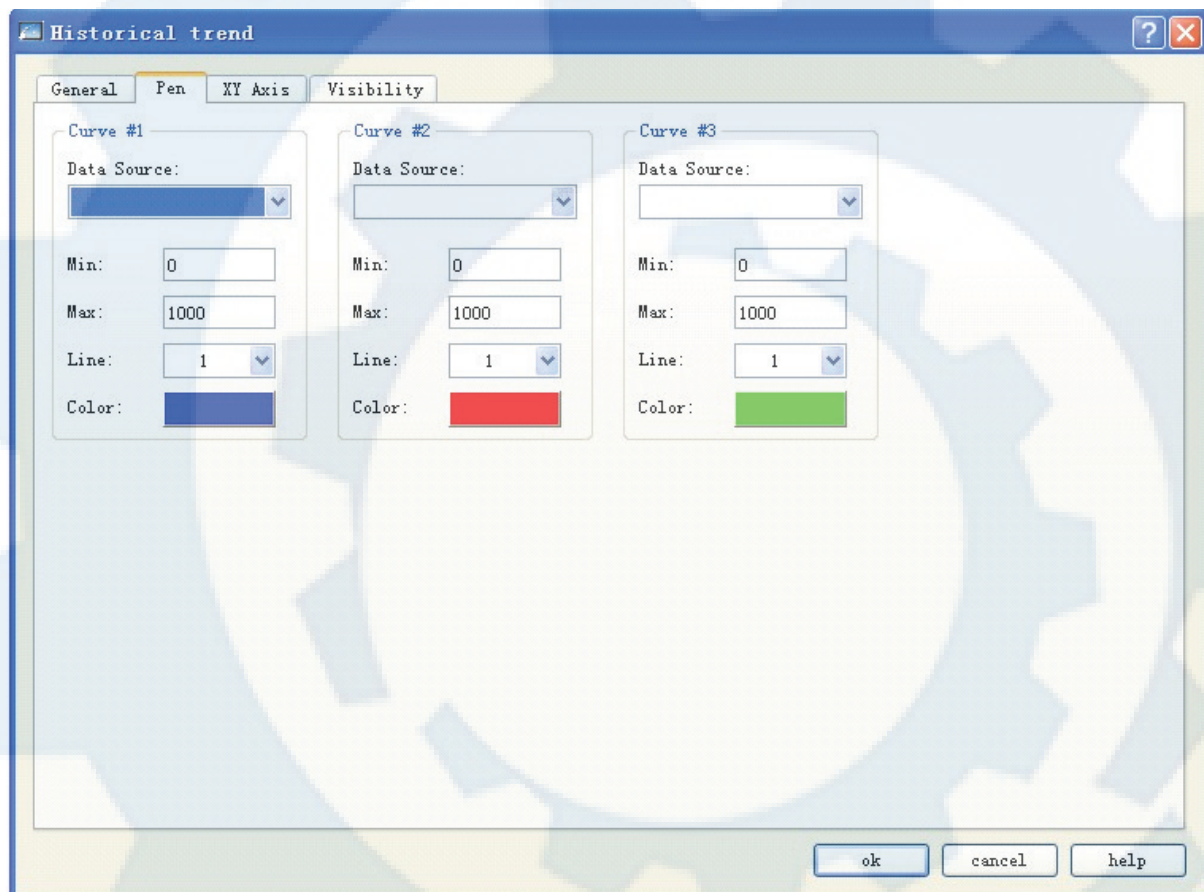 Historical trend
General Pen XY Axis Visibility
Curve #1 Curve #2 Curve #3
Data Source: Data Source: Data Source:
Min: 0 Min: 0 Min: 0
Max: 1000 Max: 1000 Max: 1000
Line: 1 Line: 1 Line: 1
Color: Color: Color:
ok cancel help